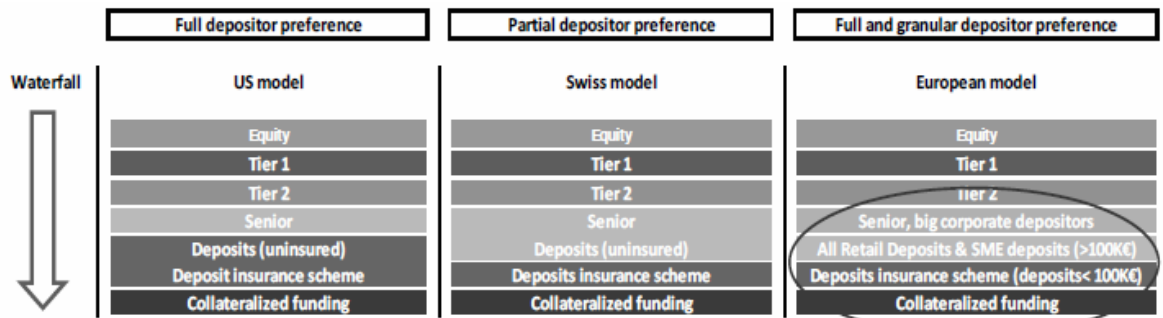 Full depositor preference Partial depositor preference Full and granular depositor preference
Waterfall US model Swiss model European model
Equity Equity Equity
Tier 1 Tier 1 Tier 1
Tier 2 Tier 2 Tier 2
Senior Senior Senior, big corporate depositors
Deposits (uninsured) Deposits (uninsured) All Retail Deposits & SME deposits (>100K€)
Deposit insurance scheme Deposits insurance scheme Deposits insurance scheme (deposits< 100K€)
Collateralized funding Collateralized funding Collateralized funding